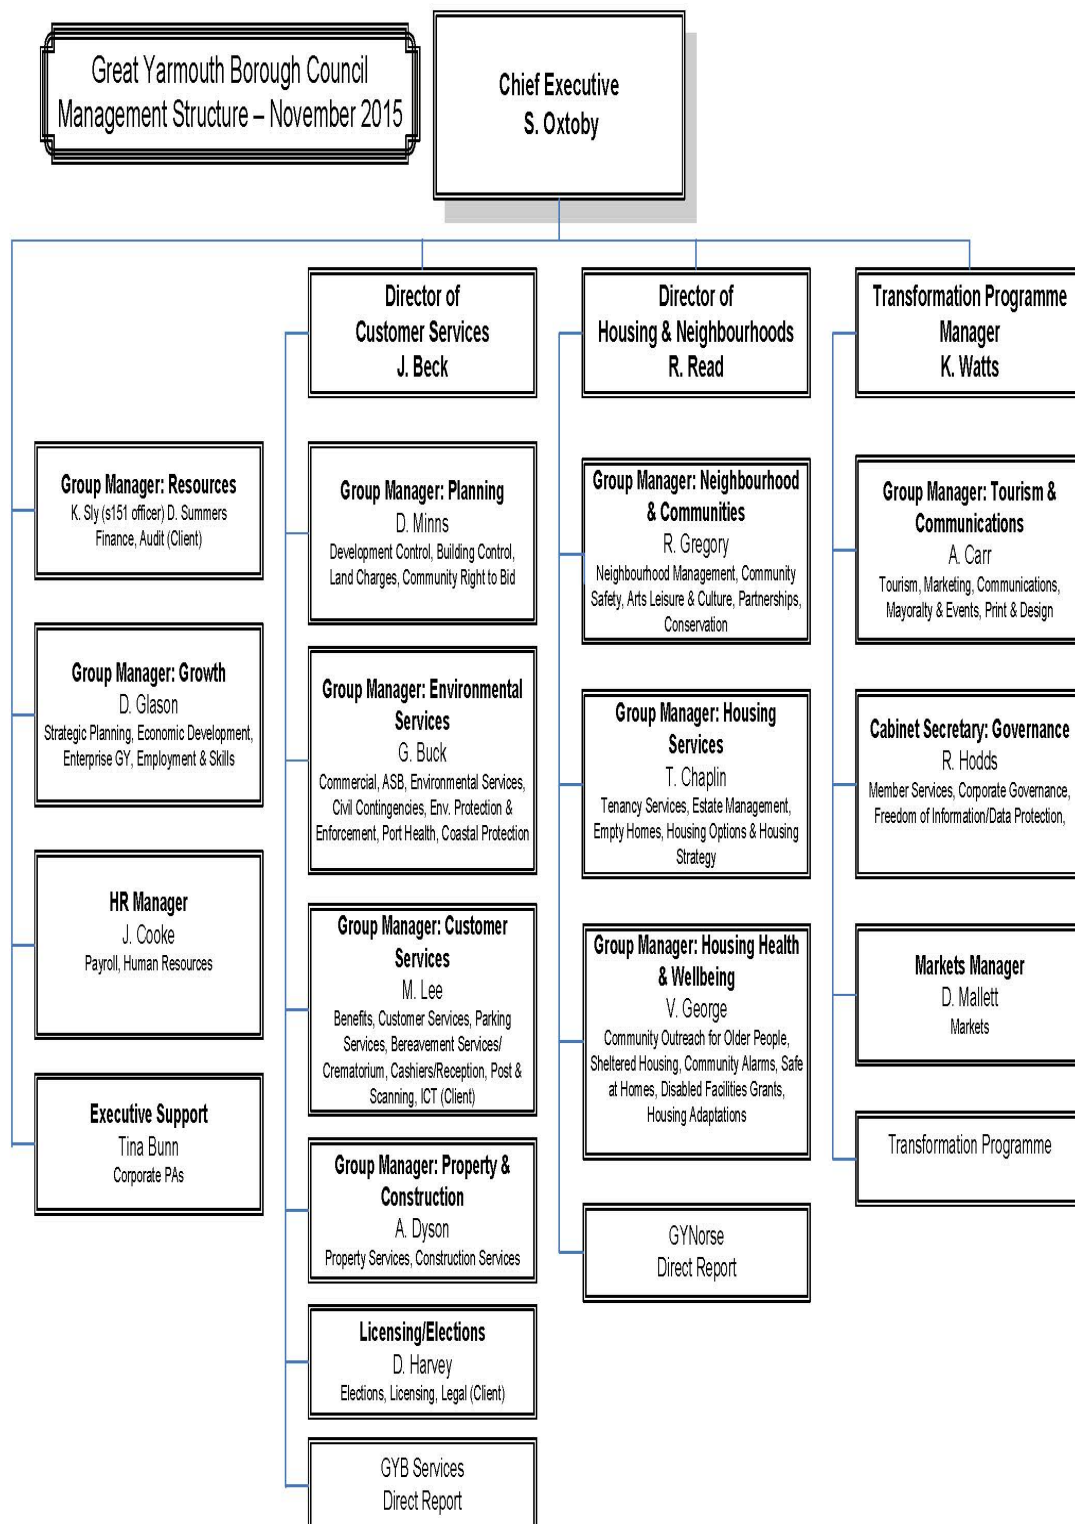 Great Yarmouth Borough Council
Management Structure – November 2015
Chief Executive
S. Oxtoby
Director of
Customer Services
J. Beck
Director of
Housing & Neighbourhoods
R. Read
Transformation Programme
Manager
K. Watts
Group Manager: Resources
K. Sly (s151 officer) D. Summers
Finance, Audit (Client)
Group Manager: Growth
D. Glason
Strategic Planning, Economic Development,
Enterprise GY, Employment & Skills
HR Manager
J. Cooke
Payroll, Human Resources
Executive Support
Tina Bunn
Corporate PAs
Group Manager: Planning
D. Minns
Development Control, Building Control,
Land Charges, Community Right to Bid
Group Manager: Environmental
Services
G. Buck
Commercial, ASB, Environmental Services,
Civil Contingencies, Env. Protection &
Enforcement, Port Health, Coastal Protection
Group Manager: Customer
Services
M. Lee
Benefits, Customer Services, Parking
Services, Bereavement Services/
Crematorium, Cashiers/Reception, Post &
Scanning, ICT (Client)
Group Manager: Property &
Construction
A. Dyson
Property Services, Construction Services
Licensing/Elections
D. Harvey
Elections, Licensing, Legal (Client)
GYB Services
Direct Report
Group Manager: Neighbourhood
& Communities
R. Gregory
Neighbourhood Management, Community
Safety, Arts Leisure & Culture, Partnerships,
Conservation
Group Manager: Housing
Services
T. Chaplin
Tenancy Services, Estate Management,
Empty Homes, Housing Options & Housing
Strategy
Group Manager: Housing Health
& Wellbeing
V. George
Community Outreach for Older People,
Sheltered Housing, Community Alarms, Safe
at Homes, Disabled Facilities Grants,
Housing Adaptations
GYNorse
Direct Report
Group Manager: Tourism &
Communications
A. Carr
Tourism, Marketing, Communications,
Mayoralty & Events, Print & Design
Cabinet Secretary: Governance
R. Hodds
Member Services, Corporate Governance,
Freedom of Information/Data Protection,
Markets Manager
D. Mallett
Markets
Transformation Programme